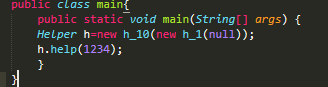 public class main{
public static void main(String[] args) {
Helper h=new h_10(new h_1(null));
h.help(1234);
}
}